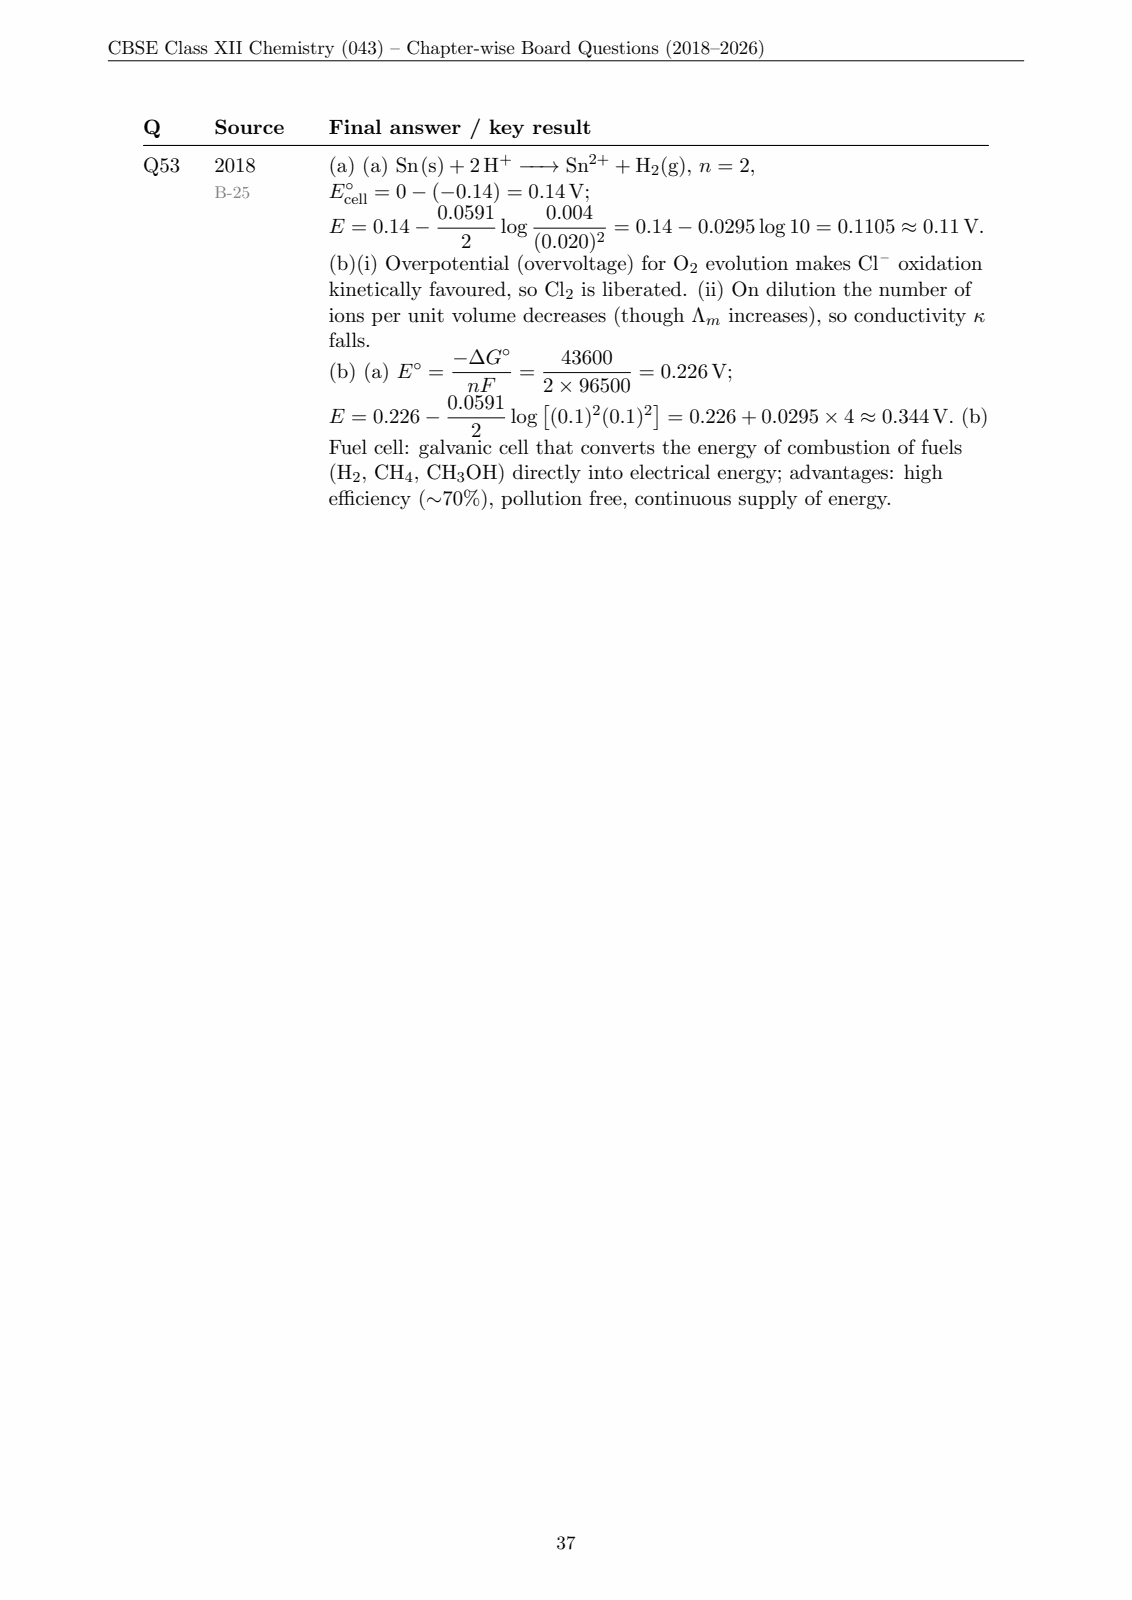 CBSE Class XII Chemistry (043) – Chapter-wise Board Questions (2018–2026)
Q Source Final answer / key result
Q53 2018 (a) (a) Sn(s) + 2 H⁺ ⟶ Sn²⁺ + H₂(g), n = 2,
B-25 E°cell = 0 − (−0.14) = 0.14 V;
E = 0.14 − 0.0591/2 log 0.004/(0.020)² = 0.14 − 0.0295 log 10 = 0.1105 ≈ 0.11 V.
(b)(i) Overpotential (overvoltage) for O₂ evolution makes Cl⁻ oxidation
kinetically favoured, so Cl₂ is liberated. (ii) On dilution the number of
ions per unit volume decreases (though Λₘ increases), so conductivity κ
falls.
(b) (a) E° = −ΔG°/nF = 43600/(2 × 96500) = 0.226 V;
E = 0.226 − 0.0591/2 log [(0.1)²(0.1)²] = 0.226 + 0.0295 × 4 ≈ 0.344 V. (b)
Fuel cell: galvanic cell that converts the energy of combustion of fuels
(H₂, CH₄, CH₃OH) directly into electrical energy; advantages: high
efficiency (∼70%), pollution free, continuous supply of energy.
37